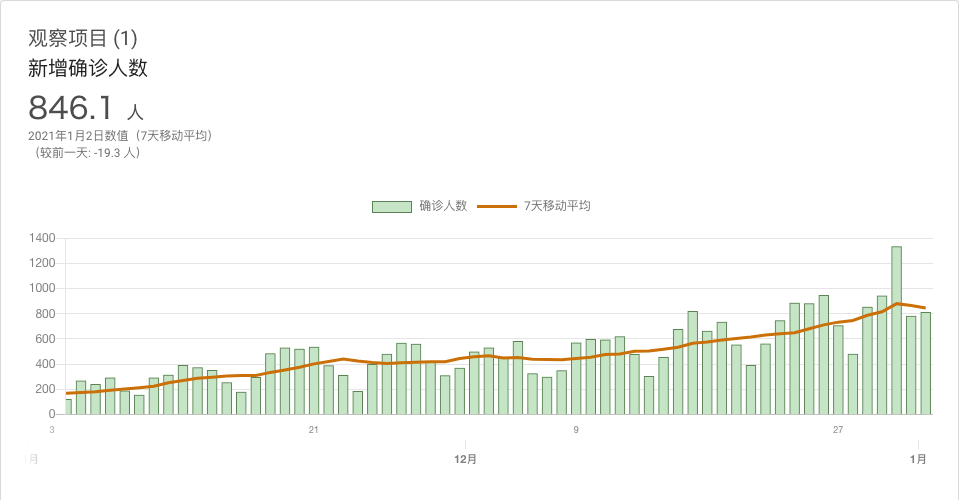 观察项目 (1)
新增确诊人数
846.1 人
2021年1月2日数值（7天移动平均）
（较前一天: -19.3 人）
确诊人数 7天移动平均
1400
1200
1000
800
600
400
200
0
3 21 9 27
月 12月 1月